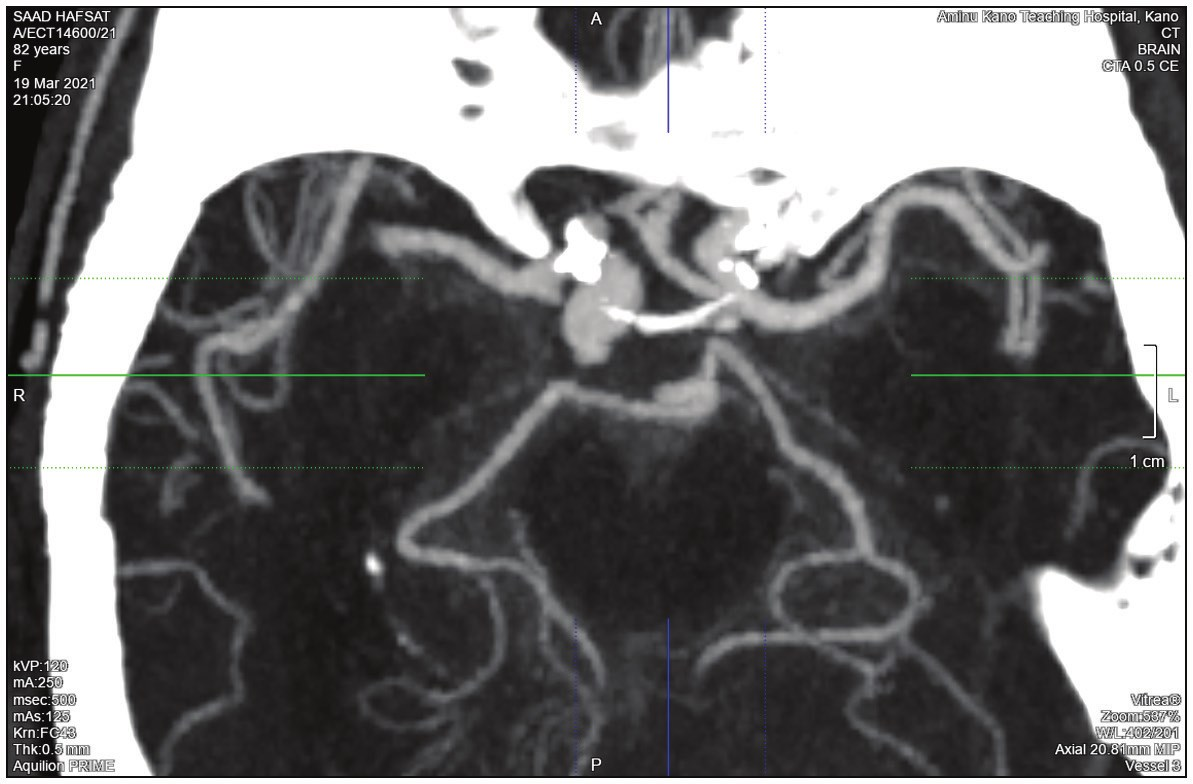 SAAD HAFSAT
A/ECT14600/21
82 years
F
19 Mar 2021
21:05:20
A
Aminu Kano Teaching Hospital, Kano
CT
BRAIN
CTA 0.5 CE
R
L
1 cm
kVP:120
mA:250
msec:500
mAs:125
Krn:FC43
Thk:0.5 mm
Aquilion PRIME
P
Vitrea®
Zoom:537%
W/L:402/201
Axial 20.81mm MIP
Vessel 3